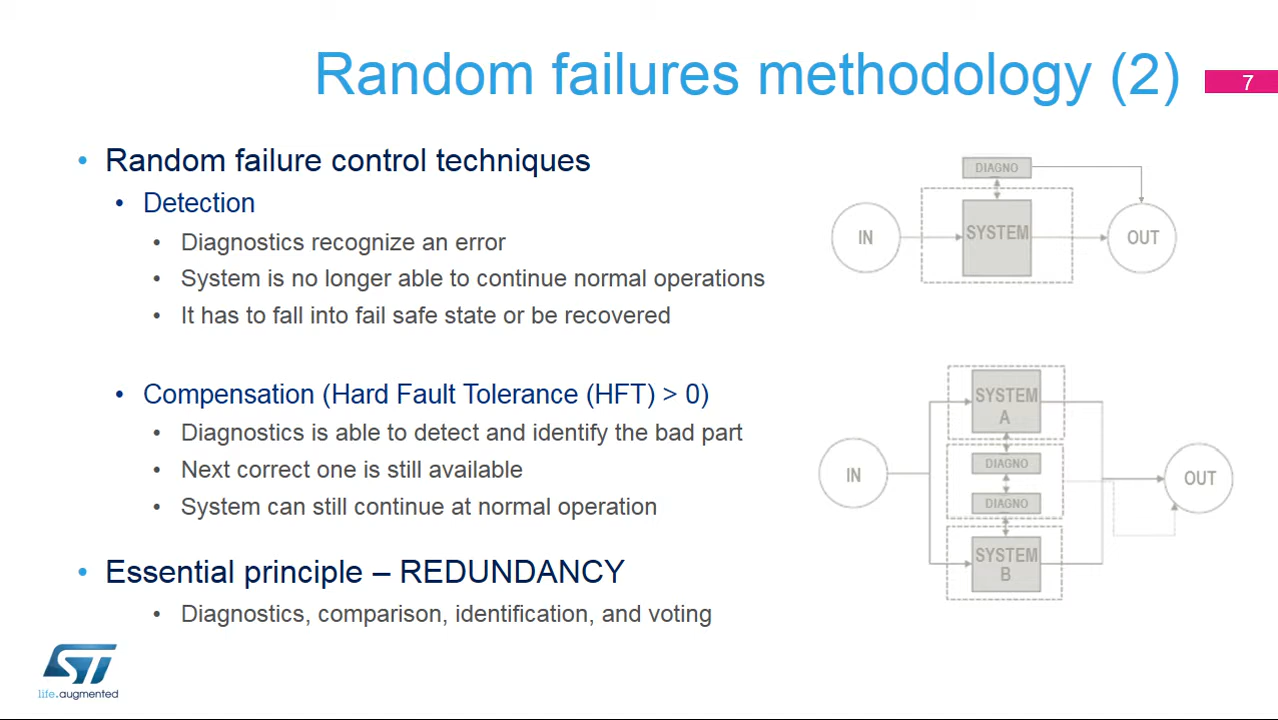 Random failures methodology (2)
7
• Random failure control techniques
• Detection
• Diagnostics recognize an error
• System is no longer able to continue normal operations
• It has to fall into fail safe state or be recovered
• Compensation (Hard Fault Tolerance (HFT) > 0)
• Diagnostics is able to detect and identify the bad part
• Next correct one is still available
• System can still continue at normal operation
• Essential principle – REDUNDANCY
• Diagnostics, comparison, identification, and voting
DIAGNO
IN
SYSTEM
OUT
SYSTEM
A
DIAGNO
IN
OUT
DIAGNO
SYSTEM
B
ST
life.augmented